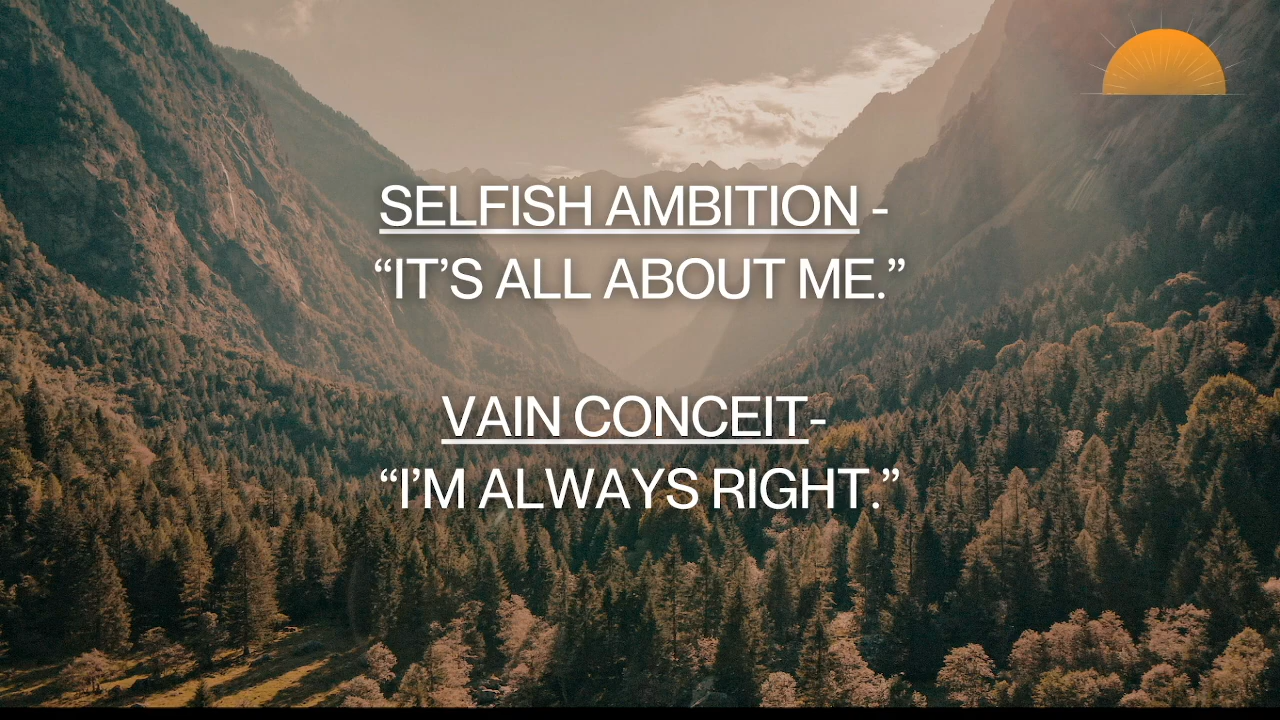 SELFISH AMBITION -
“IT’S ALL ABOUT ME.”
VAIN CONCEIT-
“I’M ALWAYS RIGHT.”